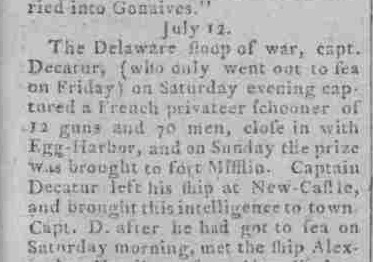 ried into Gonaives."
July 12.
The Delaware ſloop of war, capt.
Decatur, (who only went out to ſea
on Friday) on Saturday evening cap-
tured a French privateer ſchooner of
12 guns and 70 men, cloſe in with
Egg-Harbor, and on Sunday the prize
was brought to fort Mifflin. Captain
Decatur left his ſhip at New-Caſtle,
and brought this intelligence to town
Capt. D. after he had got to ſea on
Saturday morning, met the ſhip Alex-